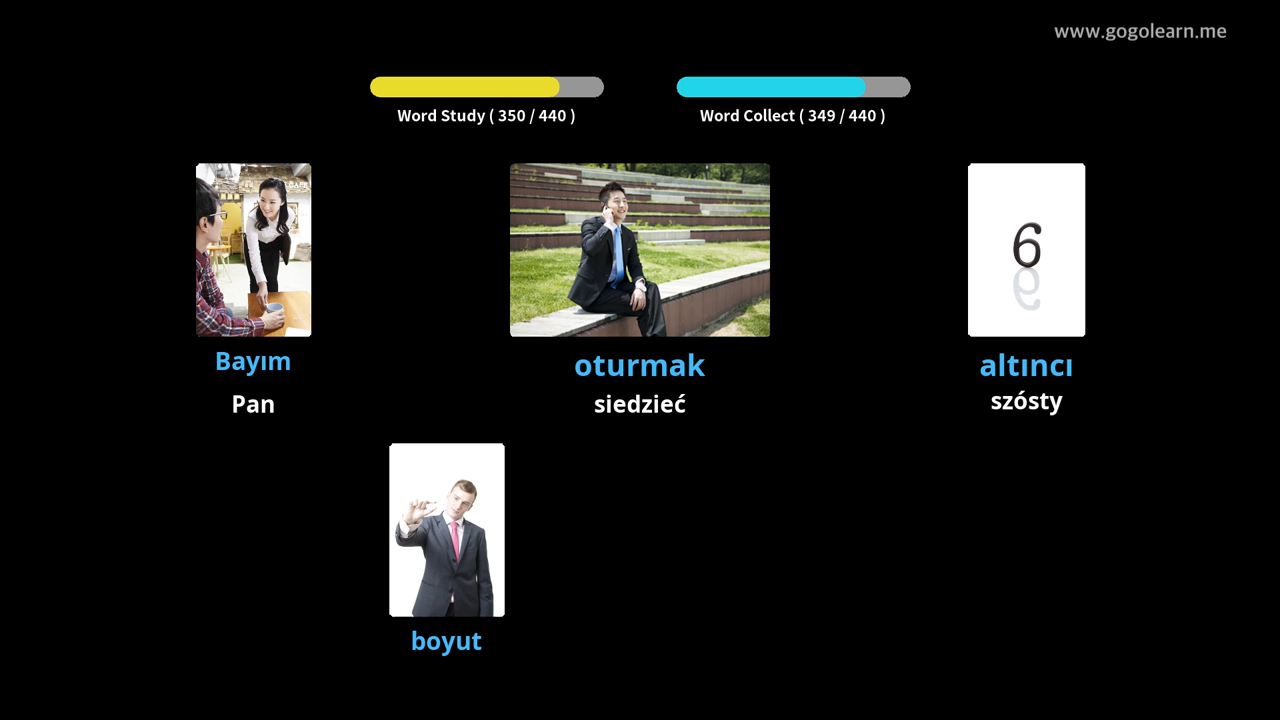 www.gogolearn.me
Word Study ( 350 / 440 )
Word Collect ( 349 / 440 )
6
Bayım
oturmak
altıncı
Pan
siedzieć
szósty
boyut